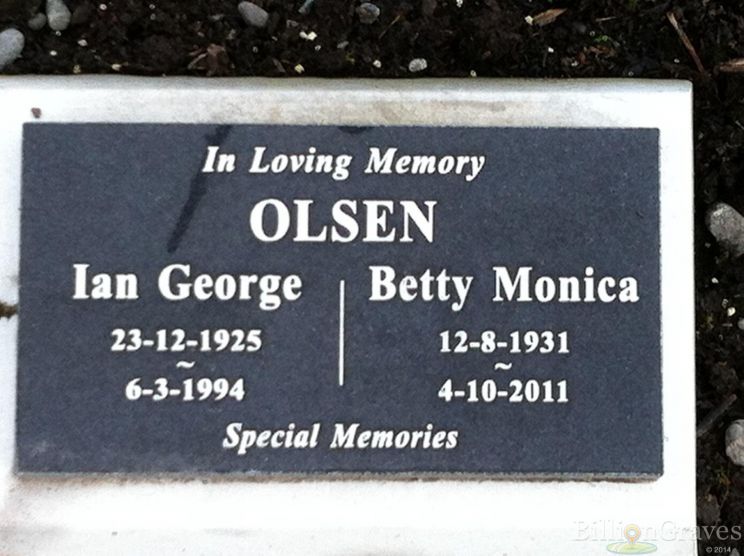 In Loving Memory
OLSEN
Ian George
23-12-1925
~
6-3-1994
Betty Monica
12-8-1931
~
4-10-2011
Special Memories
BillionGraves
© 2014